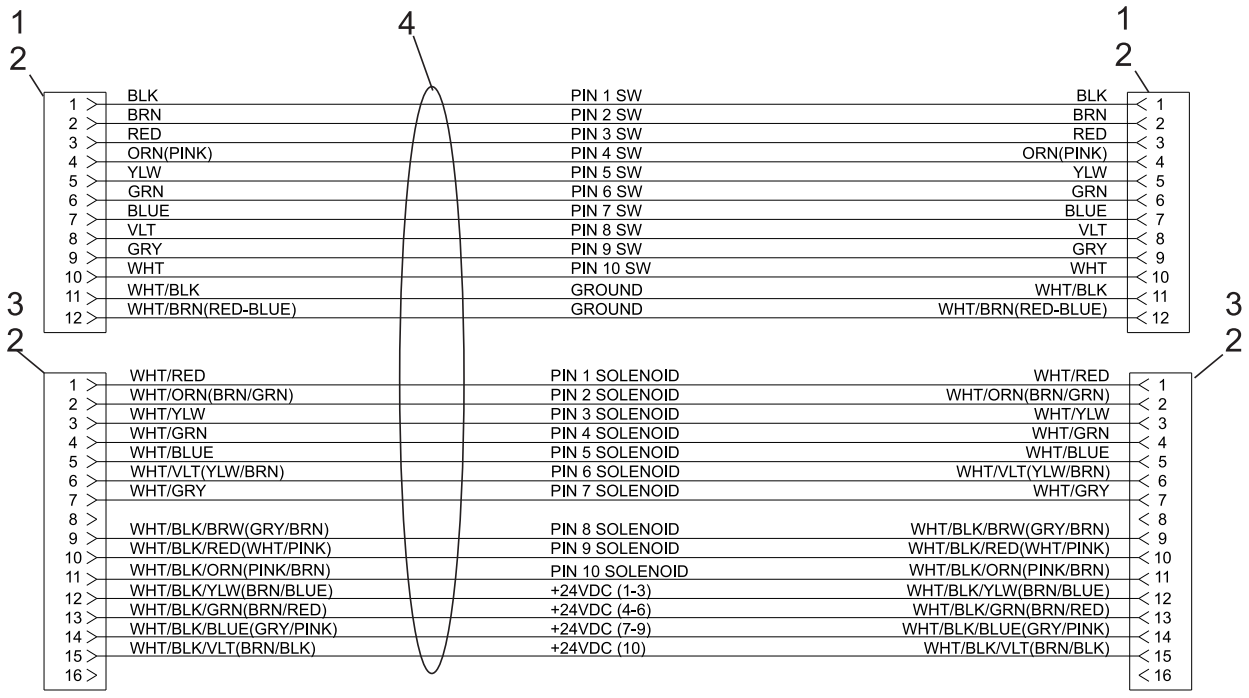 1
2
4
1
2
1 BLK PIN 1 SW BLK 1
2 BRN PIN 2 SW BRN 2
3 RED PIN 3 SW RED 3
4 ORN(PINK) PIN 4 SW ORN(PINK) 4
5 YLW PIN 5 SW YLW 5
6 GRN PIN 6 SW GRN 6
7 BLUE PIN 7 SW BLUE 7
8 VLT PIN 8 SW VLT 8
9 GRY PIN 9 SW GRY 9
10 WHT PIN 10 SW WHT 10
11 WHT/BLK GROUND WHT/BLK 11
12 WHT/BRN(RED-BLUE) GROUND WHT/BRN(RED-BLUE) 12
3
2
3
2
1 WHT/RED PIN 1 SOLENOID WHT/RED 1
2 WHT/ORN(BRN/GRN) PIN 2 SOLENOID WHT/ORN(BRN/GRN) 2
3 WHT/YLW PIN 3 SOLENOID WHT/YLW 3
4 WHT/GRN PIN 4 SOLENOID WHT/GRN 4
5 WHT/BLUE PIN 5 SOLENOID WHT/BLUE 5
6 WHT/VLT(YLW/BRN) PIN 6 SOLENOID WHT/VLT(YLW/BRN) 6
7 WHT/GRY PIN 7 SOLENOID WHT/GRY 7
8 8
9 WHT/BLK/BRW(GRY/BRN) PIN 8 SOLENOID WHT/BLK/BRW(GRY/BRN) 9
10 WHT/BLK/RED(WHT/PINK) PIN 9 SOLENOID WHT/BLK/RED(WHT/PINK) 10
11 WHT/BLK/ORN(PINK/BRN) PIN 10 SOLENOID WHT/BLK/ORN(PINK/BRN) 11
12 WHT/BLK/YLW(BRN/BLUE) +24VDC (1-3) WHT/BLK/YLW(BRN/BLUE) 12
13 WHT/BLK/GRN(BRN/RED) +24VDC (4-6) WHT/BLK/GRN(BRN/RED) 13
14 WHT/BLK/BLUE(GRY/PINK) +24VDC (7-9) WHT/BLK/BLUE(GRY/PINK) 14
15 WHT/BLK/VLT(BRN/BLK) +24VDC (10) WHT/BLK/VLT(BRN/BLK) 15
16 16